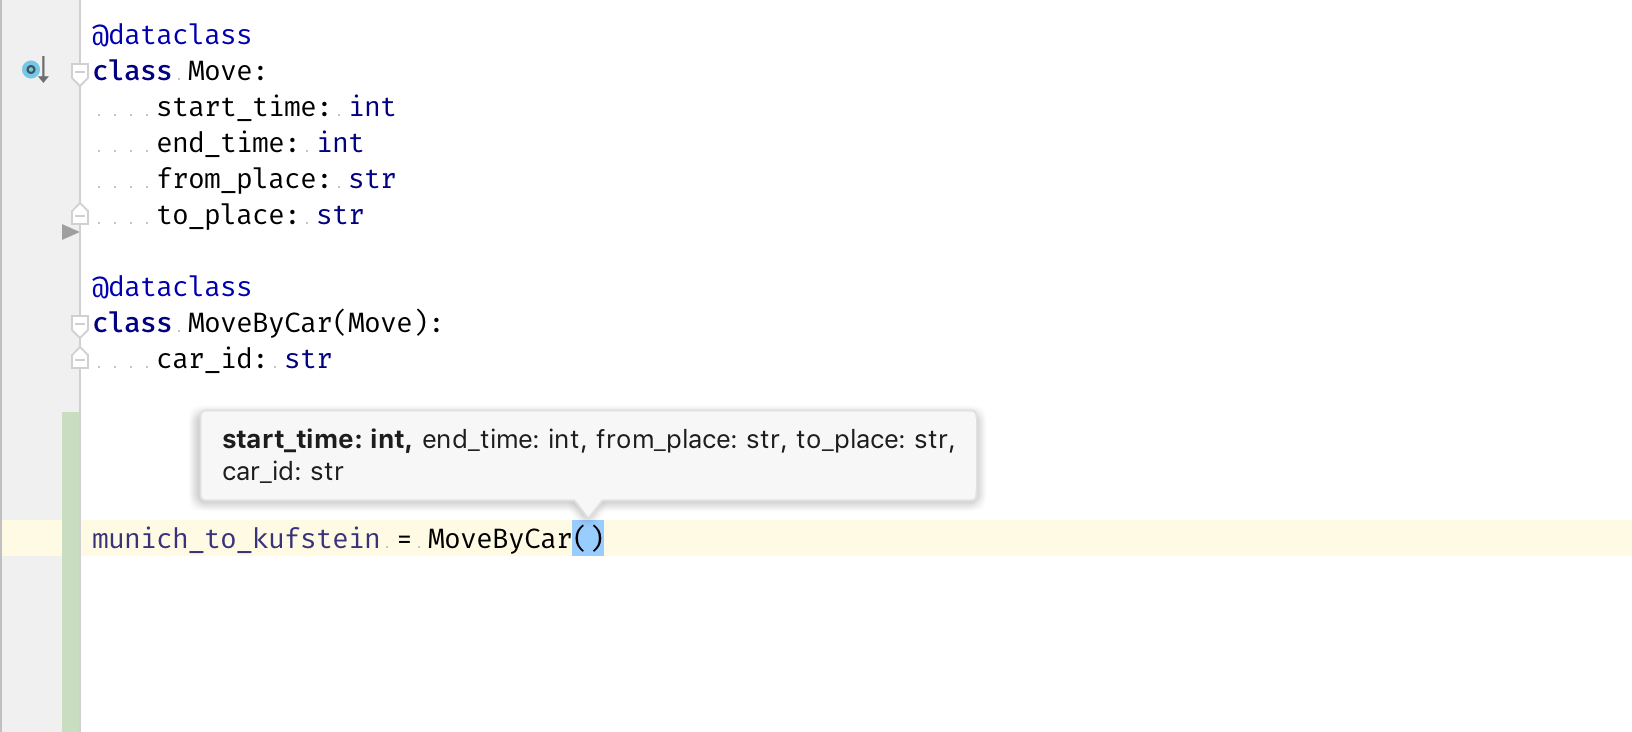 @dataclass
class Move:
    start_time: int
    end_time: int
    from_place: str
    to_place: str
@dataclass
class MoveByCar(Move):
    car_id: str
start_time: int, end_time: int, from_place: str, to_place: str,
car_id: str
munich_to_kufstein = MoveByCar()